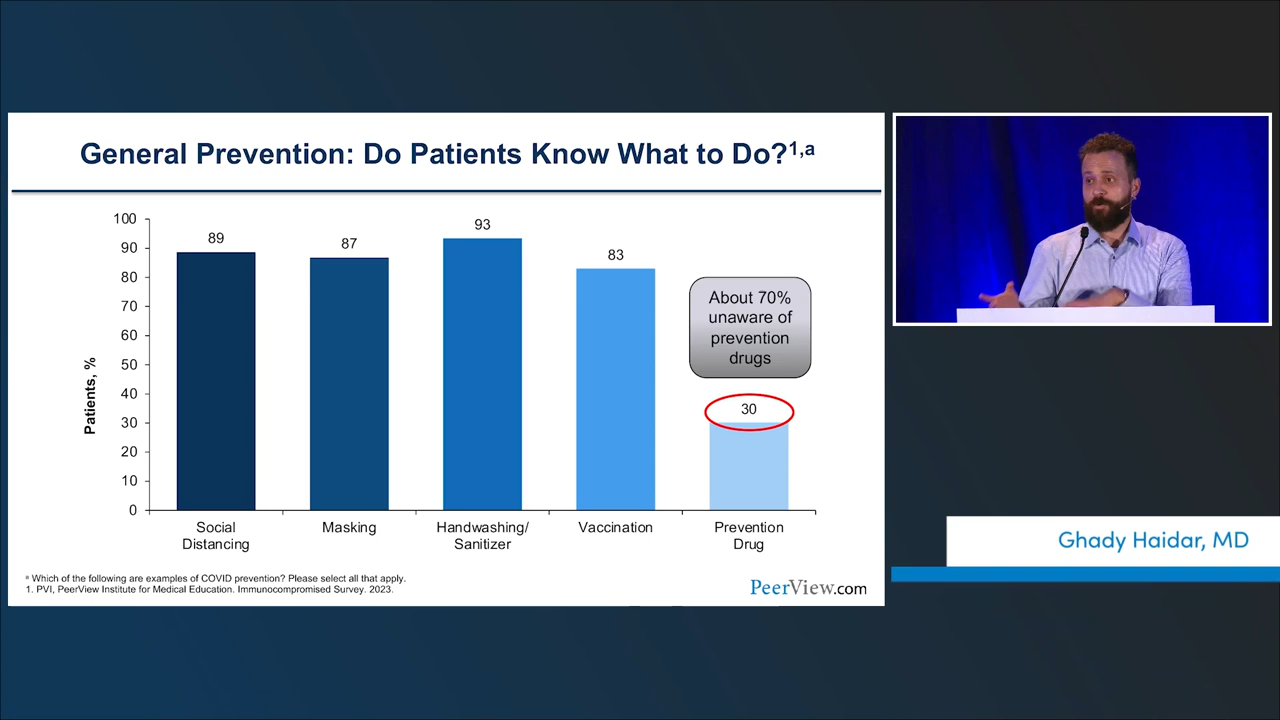 General Prevention: Do Patients Know What to Do?1,a
100
90
80
70
60
50
40
30
20
10
0
Patients, %
89
87
93
83
30
About 70%
unaware of
prevention
drugs
Social
Distancing
Masking
Handwashing/
Sanitizer
Vaccination
Prevention
Drug
a Which of the following are examples of COVID prevention? Please select all that apply.
1. PVI, PeerView Institute for Medical Education. Immunocompromised Survey. 2023.
PeerView.com
Ghady Haidar, MD